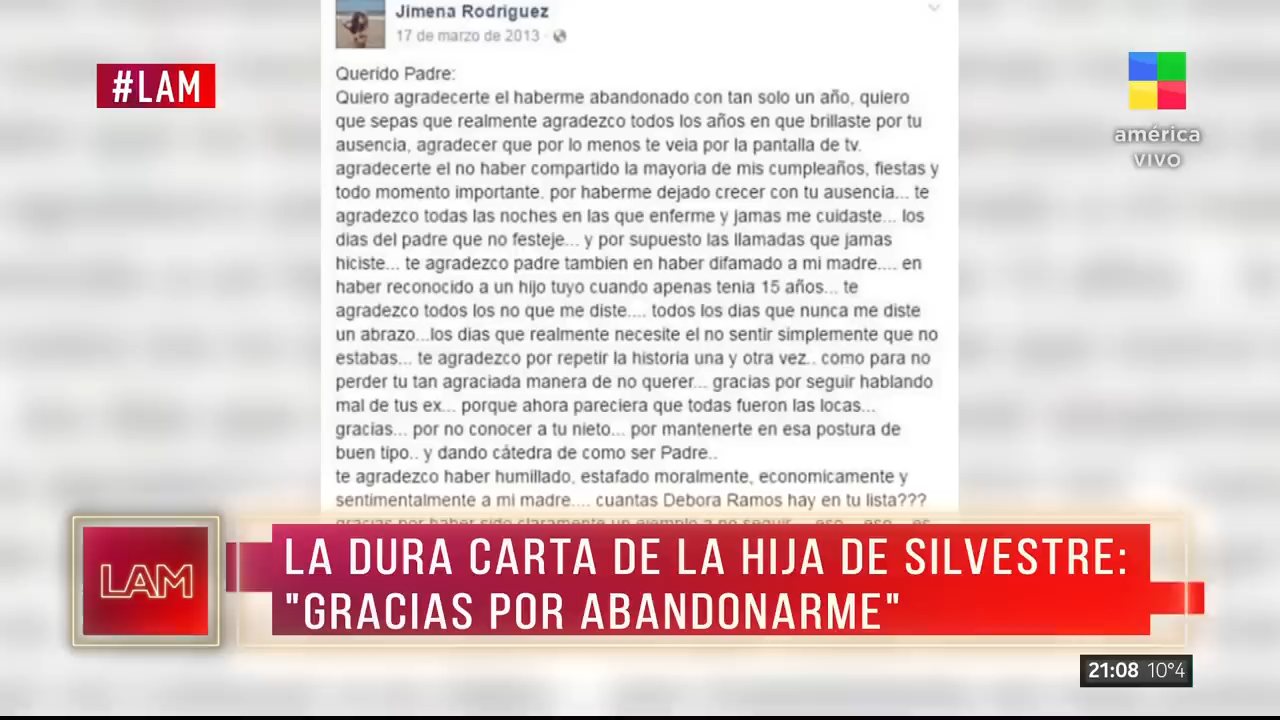 Jimena Rodriguez
17 de marzo de 2013
#LAM
américa
VIVO
Querido Padre:
Quiero agradecerte el haberme abandonado con tan solo un año, quiero
que sepas que realmente agradezco todos los años en que brillaste por tu
ausencia, agradecer que por lo menos te veia por la pantalla de tv.
agradecerte el no haber compartido la mayoria de mis cumpleaños, fiestas y
todo momento importante. por haberme dejado crecer con tu ausencia... te
agradezco todas las noches en las que enferme y jamas me cuidaste... los
dias del padre que no festeje... y por supuesto las llamadas que jamas
hiciste... te agradezco padre tambien en haber difamado a mi madre.... en
haber reconocido a un hijo tuyo cuando apenas tenia 15 años... te
agradezco todos los no que me diste.... todos los dias que nunca me diste
un abrazo...los dias que realmente necesite el no sentir simplemente que no
estabas... te agradezco por repetir la historia una y otra vez.. como para no
perder tu tan agraciada manera de no querer... gracias por seguir hablando
mal de tus ex... porque ahora pareciera que todas fueron las locas...
gracias... por no conocer a tu nieto... por mantenerte en esa postura de
buen tipo.. y dando cátedra de como ser Padre..
te agradezco haber humillado, estafado moralmente, economicamente y
sentimentalmente a mi madre.... cuantas Debora Ramos hay en tu lista???
gracias por haber sido claramente un ejemplo a no seguir... eso... eso... es
LAM
LA DURA CARTA DE LA HIJA DE SILVESTRE:
"GRACIAS POR ABANDONARME"
21:08 10°4